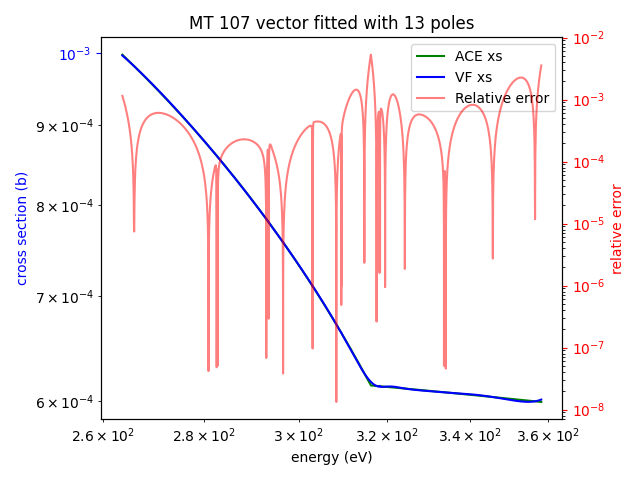 MT 107 vector fitted with 13 poles
ACE xs
VF xs
Relative error
cross section (b)
10⁻³
9 × 10⁻⁴
8 × 10⁻⁴
7 × 10⁻⁴
6 × 10⁻⁴
10⁻²
10⁻³
10⁻⁴
10⁻⁵
10⁻⁶
10⁻⁷
10⁻⁸
relative error
2.6 × 10² 2.8 × 10² 3 × 10² 3.2 × 10² 3.4 × 10² 3.6 × 10²
energy (eV)